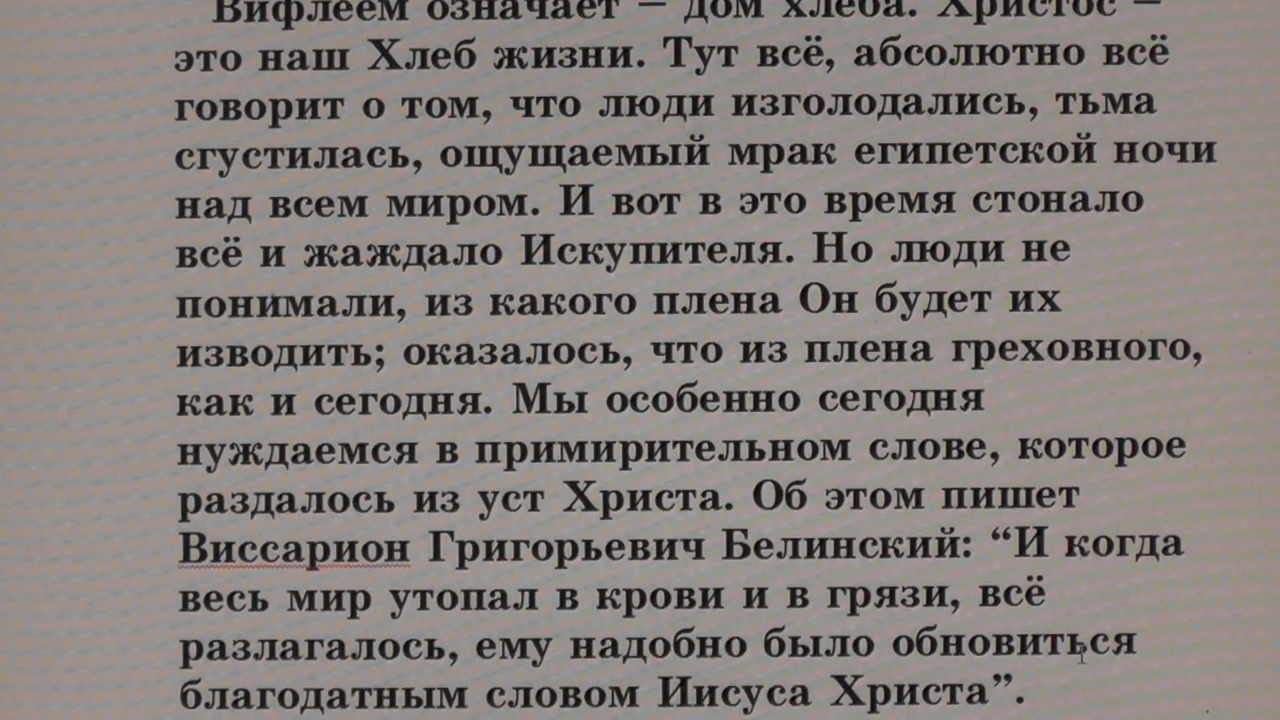 Вифлеем означает – дом хлеба. Христос –
это наш Хлеб жизни. Тут всё, абсолютно всё
говорит о том, что люди изголодались, тьма
сгустилась, ощущаемый мрак египетской ночи
над всем миром. И вот в это время стонало
всё и жаждало Искупителя. Но люди не
понимали, из какого плена Он будет их
изводить; оказалось, что из плена греховного,
как и сегодня. Мы особенно сегодня
нуждаемся в примирительном слове, которое
раздалось из уст Христа. Об этом пишет
Виссарион Григорьевич Белинский: “И когда
весь мир утопал в крови и в грязи, всё
разлагалось, ему надобно было обновиться
благодатным словом Иисуса Христа”.